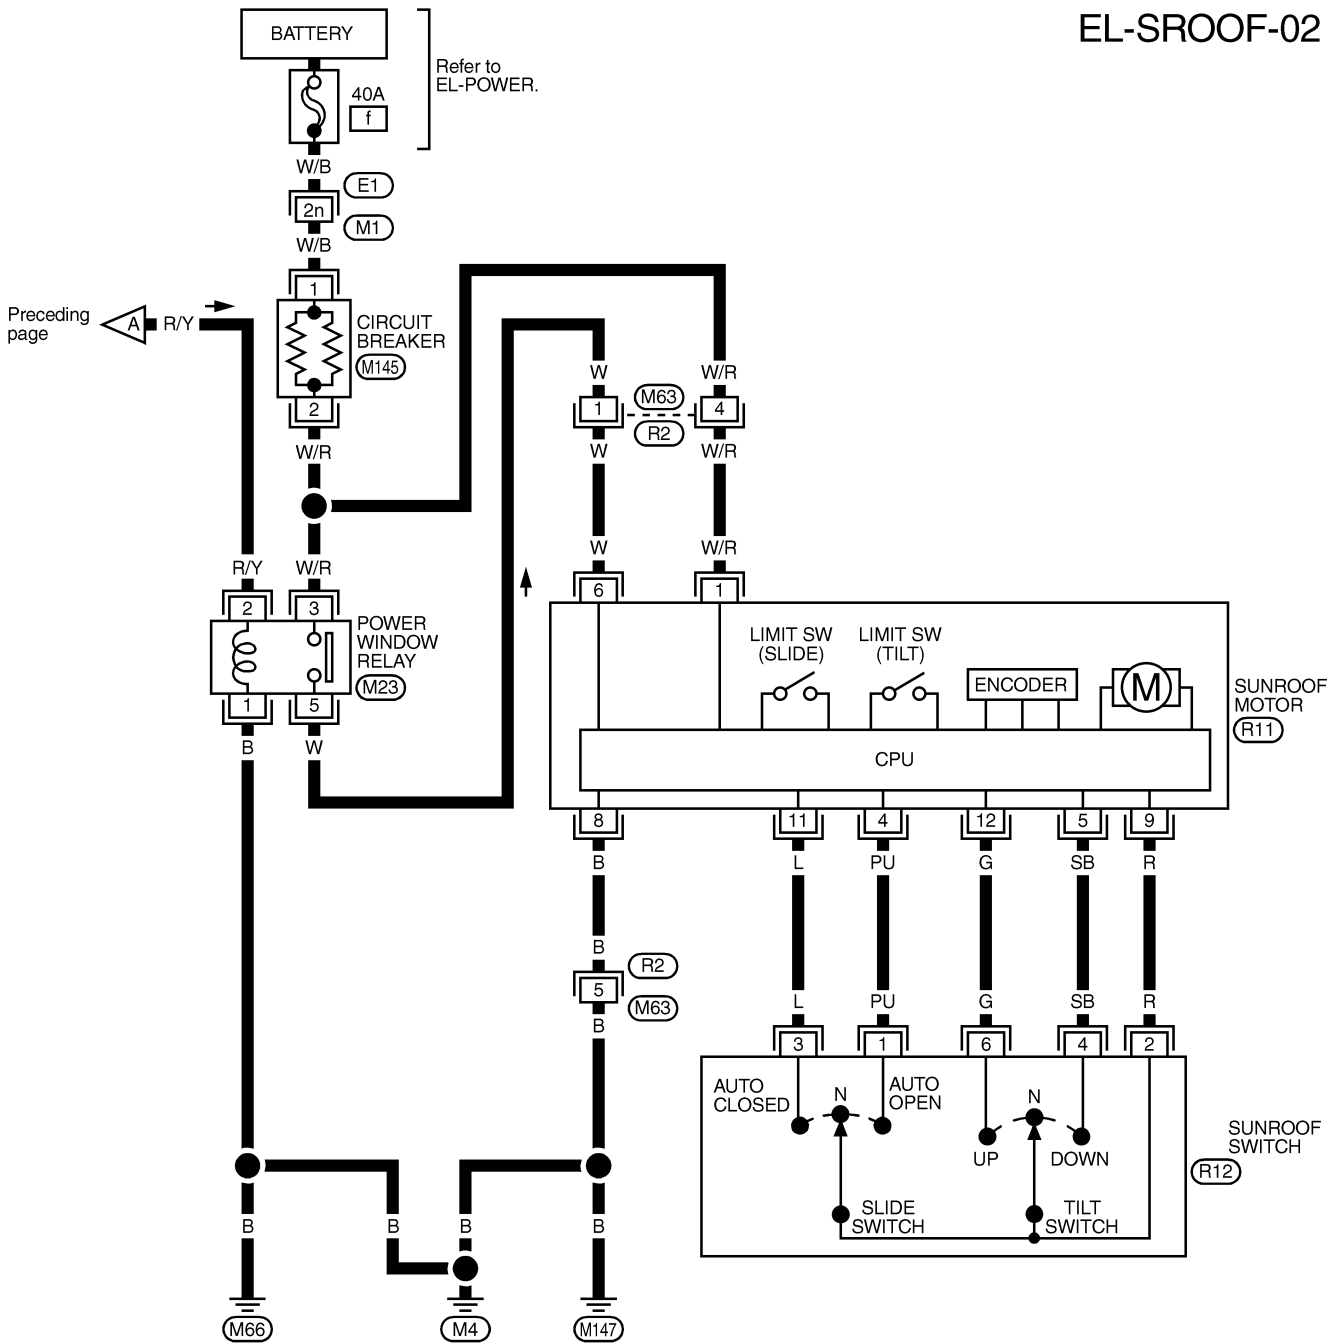 EL-SROOF-02
BATTERY
Refer to
EL-POWER.
40A
f
W/B
E1
2n
M1
W/B
1
Preceding
page
A
R/Y
CIRCUIT
BREAKER
M145
2
W/R
W
W/R
1
M63
4
R2
W
W/R
W
W/R
R/Y
W/R
6
1
2
3
POWER
WINDOW
RELAY
M23
1
5
B
W
LIMIT SW
(SLIDE)
LIMIT SW
(TILT)
ENCODER
M
SUNROOF
MOTOR
R11
CPU
8
11
4
12
5
9
B
L
PU
G
SB
R
B
R2
5
M63
B
L
PU
G
SB
R
3
1
6
4
2
AUTO
CLOSED
N
AUTO
OPEN
N
UP
DOWN
SUNROOF
SWITCH
R12
SLIDE
SWITCH
TILT
SWITCH
B
B
B
B
M66
M4
M147